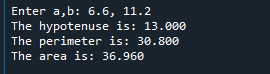 Enter a,b: 6.6, 11.2
The hypotenuse is: 13.000
The perimeter is: 30.800
The area is: 36.960